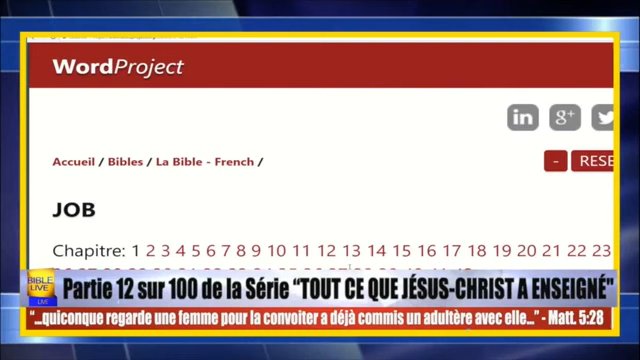 WordProject
in g+
Accueil / Bibles / La Bible - French /
- RESE
JOB
Chapitre: 1 2 3 4 5 6 7 8 9 10 11 12 13 14 15 16 17 18 19 20 21 22 23
BIBLE
LIVE
LIVE
Partie 12 sur 100 de la Série “TOUT CE QUE JÉSUS-CHRIST A ENSEIGNÉ"
“...quiconque regarde une femme pour la convoiter a déjà commis un adultère avec elle...” - Matt. 5:28